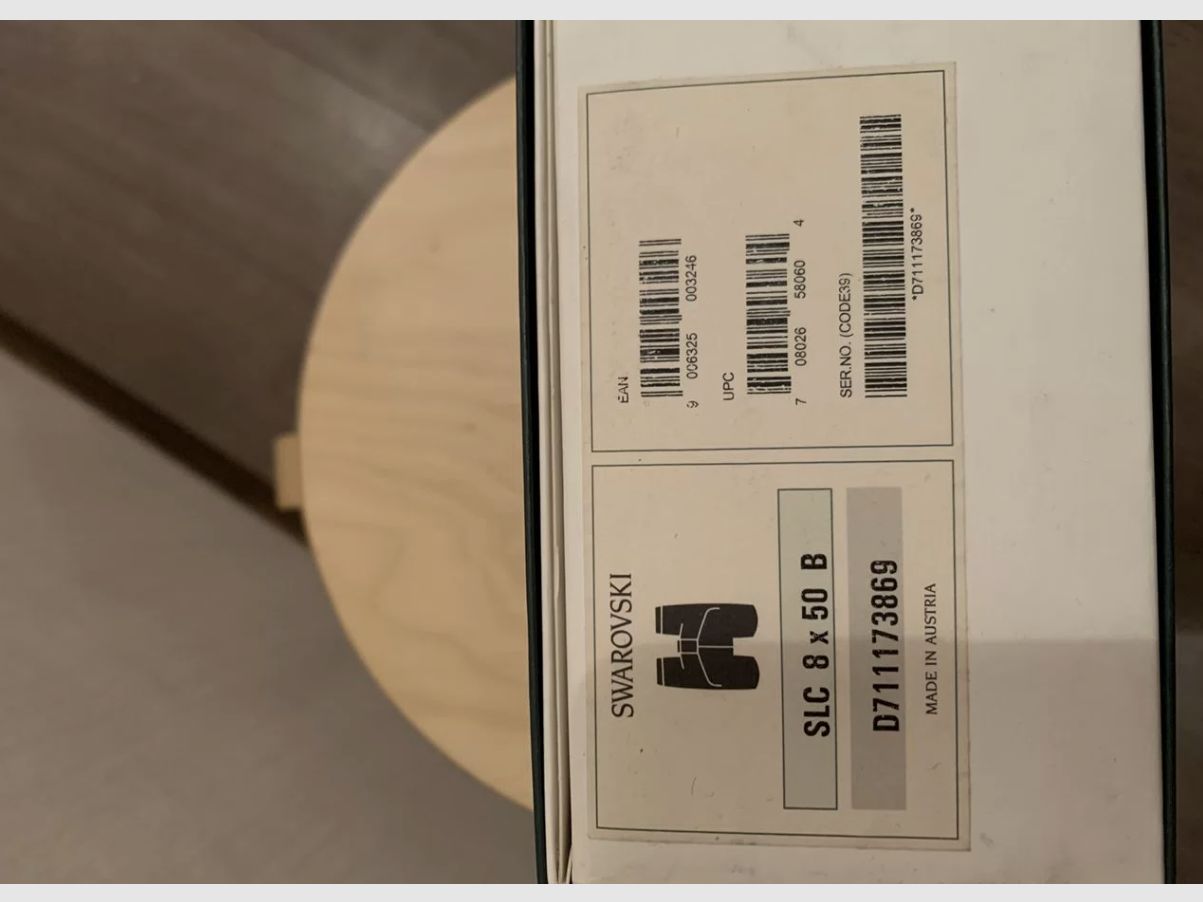 SWAROVSKI
SLC 8 x 50 B
D711173869
MADE IN AUSTRIA
EAN
9 006325 003246
UPC
7 08026 58060 4
SER.NO. (CODE39)
*D711173869*